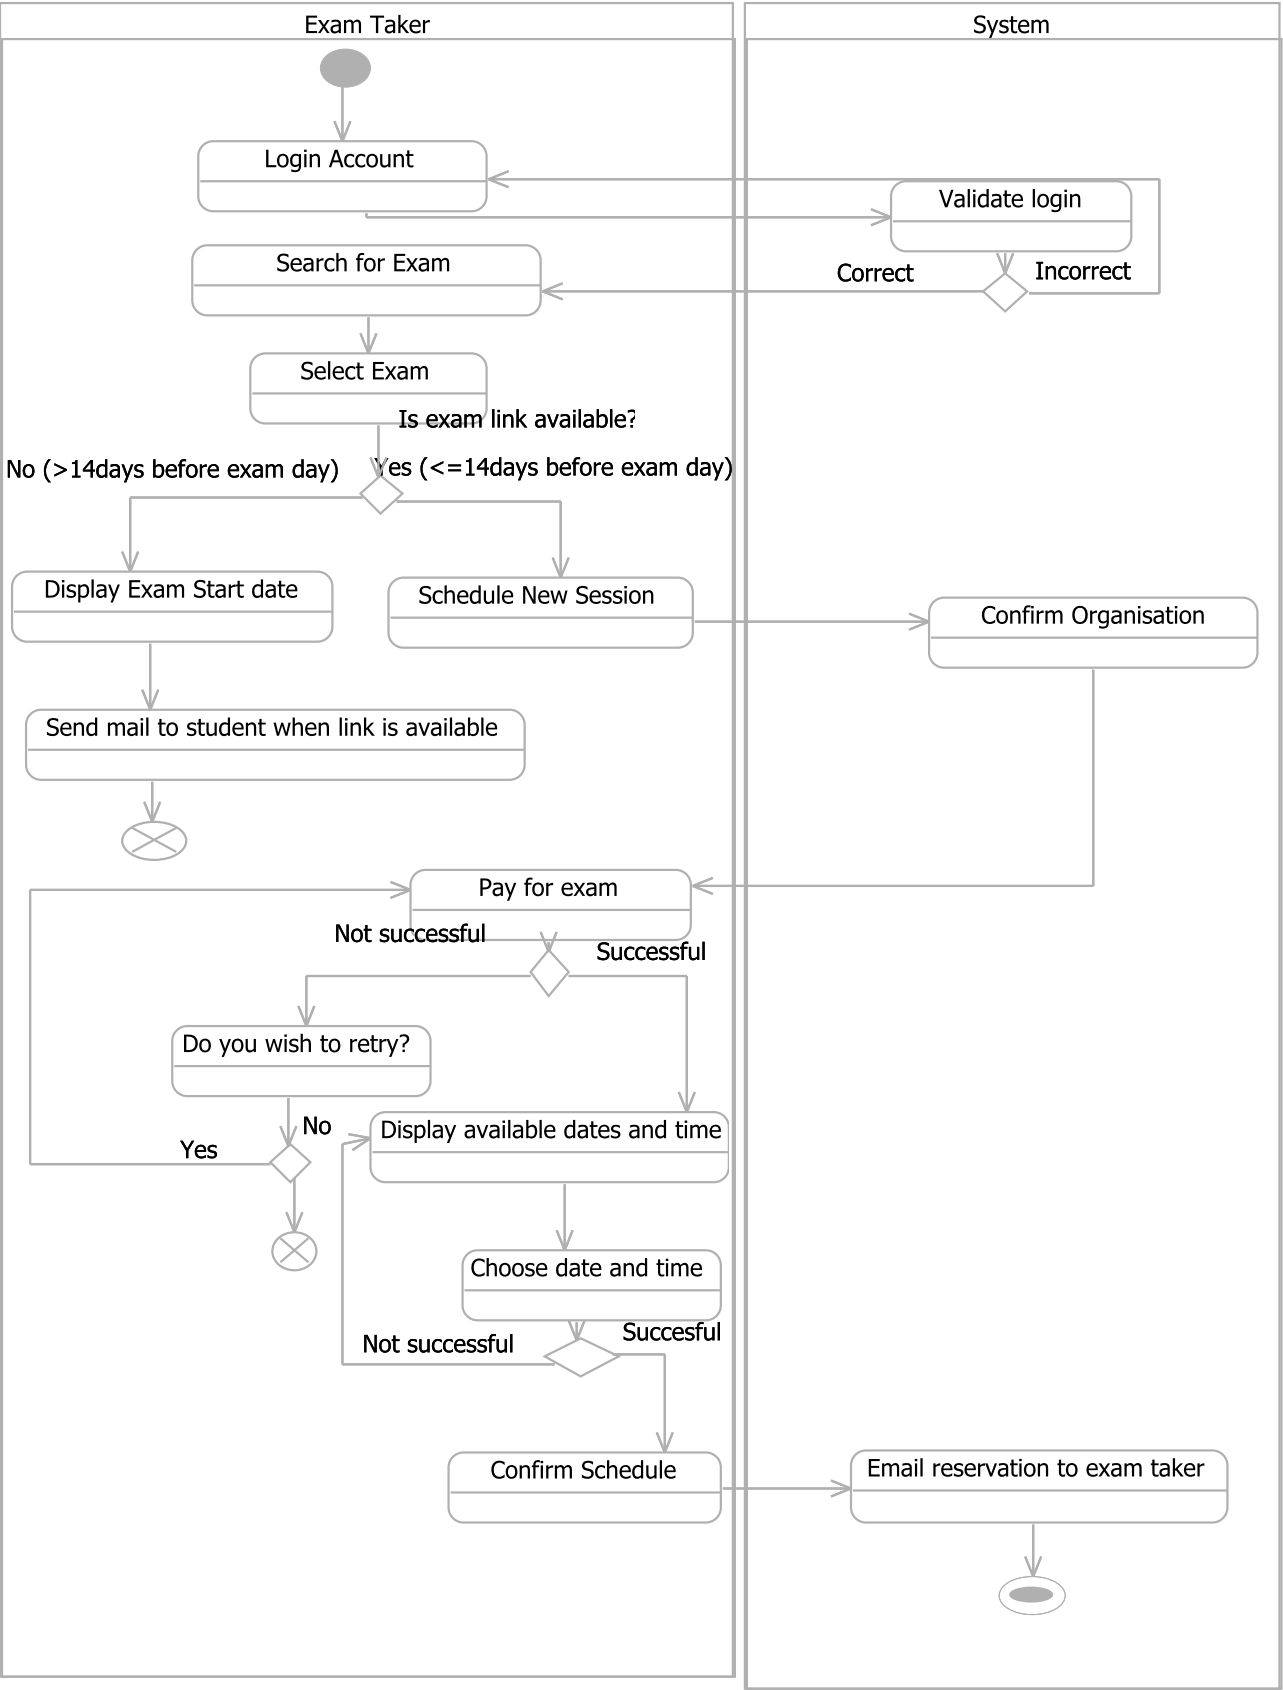 Exam Taker
System
Login Account
Validate login
Search for Exam
Correct
Incorrect
Select Exam
Is exam link available?
No (>14days before exam day)
Yes (<=14days before exam day)
Display Exam Start date
Schedule New Session
Confirm Organisation
Send mail to student when link is available
Pay for exam
Not successful
Successful
Do you wish to retry?
No
Yes
Display available dates and time
Choose date and time
Not successful
Succesful
Confirm Schedule
Email reservation to exam taker